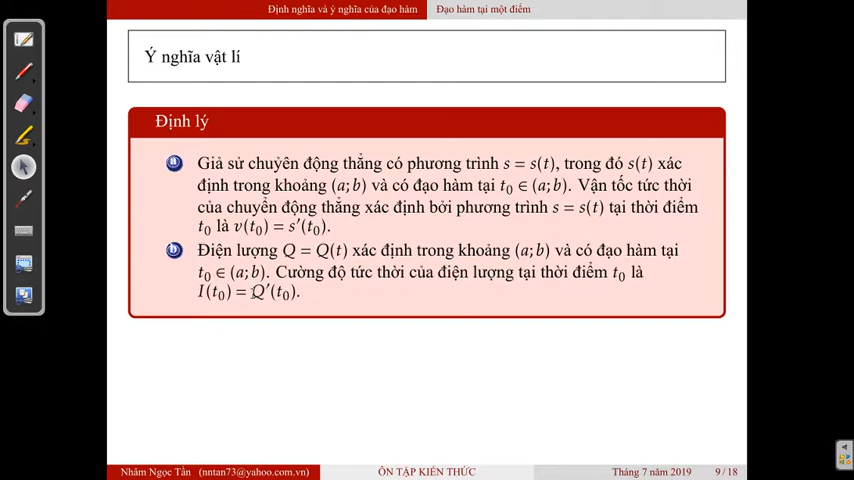 Định nghĩa và ý nghĩa của đạo hàm Đạo hàm tại một điểm
Ý nghĩa vật lí
Định lý
a Giả sử chuyên động thẳng có phương trình s = s(t), trong đó s(t) xác
định trong khoảng (a; b) và có đạo hàm tại t₀ ∈ (a; b). Vận tốc tức thời
của chuyển động thẳng xác định bởi phương trình s = s(t) tại thời điểm
t₀ là v(t₀) = s′(t₀).
b Điện lượng Q = Q(t) xác định trong khoảng (a; b) và có đạo hàm tại
t₀ ∈ (a; b). Cường độ tức thời của điện lượng tại thời điểm t₀ là
I(t₀) = Q′(t₀).
Nhâm Ngọc Tần (nntan73@yahoo.com.vn) ÔN TẬP KIẾN THỨC Tháng 7 năm 2019 9 / 18